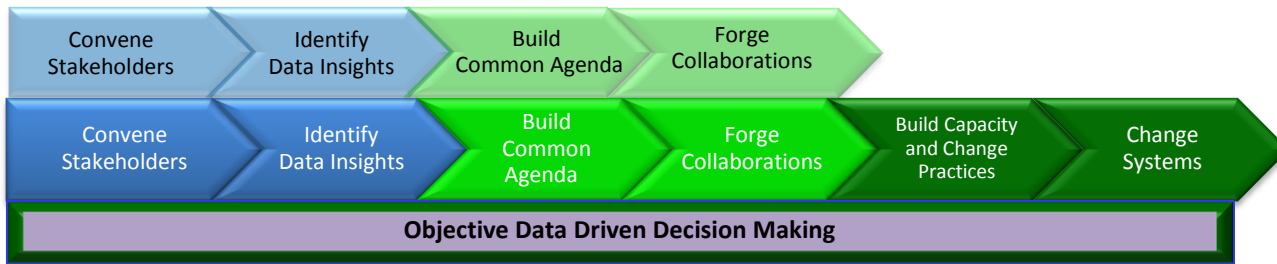 Convene
Stakeholders
Identify
Data Insights
Build
Common Agenda
Forge
Collaborations
Convene
Stakeholders
Identify
Data Insights
Build
Common
Agenda
Forge
Collaborations
Build Capacity
and Change
Practices
Change
Systems
Objective Data Driven Decision Making